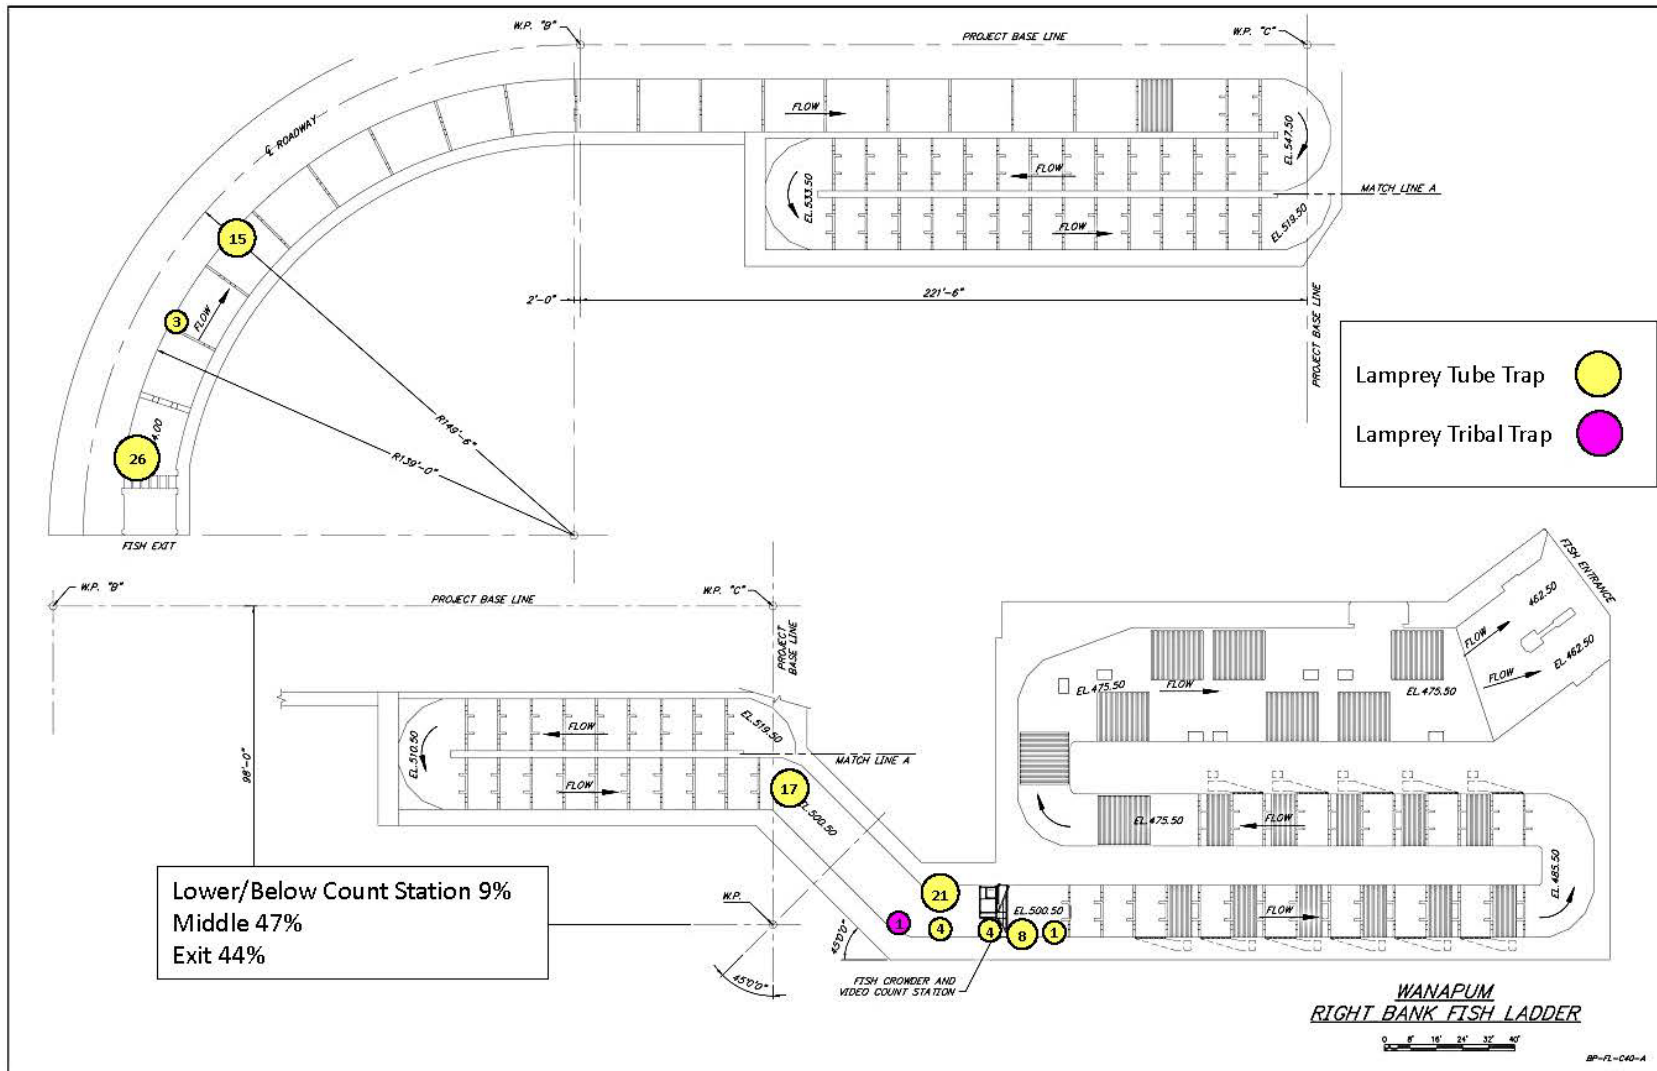 W.P. "B"
PROJECT BASE LINE
W.P. "C"
℄ ROADWAY
FLOW
EL.547.50
FLOW
EL.533.50
MATCH LINE A
FLOW
EL.519.50
15
2'-0"
221'-6"
PROJECT BASE LINE
3
FLOW
Lamprey Tube Trap
Lamprey Tribal Trap
R149'-6"
R139'-0"
4.00
26
FISH EXIT
W.P. "B"
PROJECT BASE LINE
W.P. "C"
PROJECT
BASE LINE
FISH ENTRANCE
462.50
FLOW
EL.462.50
FLOW
EL.475.50
FLOW
EL.475.50
98'-0"
EL.510.50
FLOW
EL.519.50
MATCH LINE A
FLOW
17
EL.500.50
EL.475.50
FLOW
EL.485.50
Lower/Below Count Station 9%
Middle 47%
Exit 44%
W.P.
21
1
4
4
8
1
EL.500.50
FLOW
45°0'0"
45°0'0"
FISH CROWDER AND
VIDEO COUNT STATION
WANAPUM
RIGHT BANK FISH LADDER
0 8' 16' 24' 32' 40'
BP-FL-C40-A